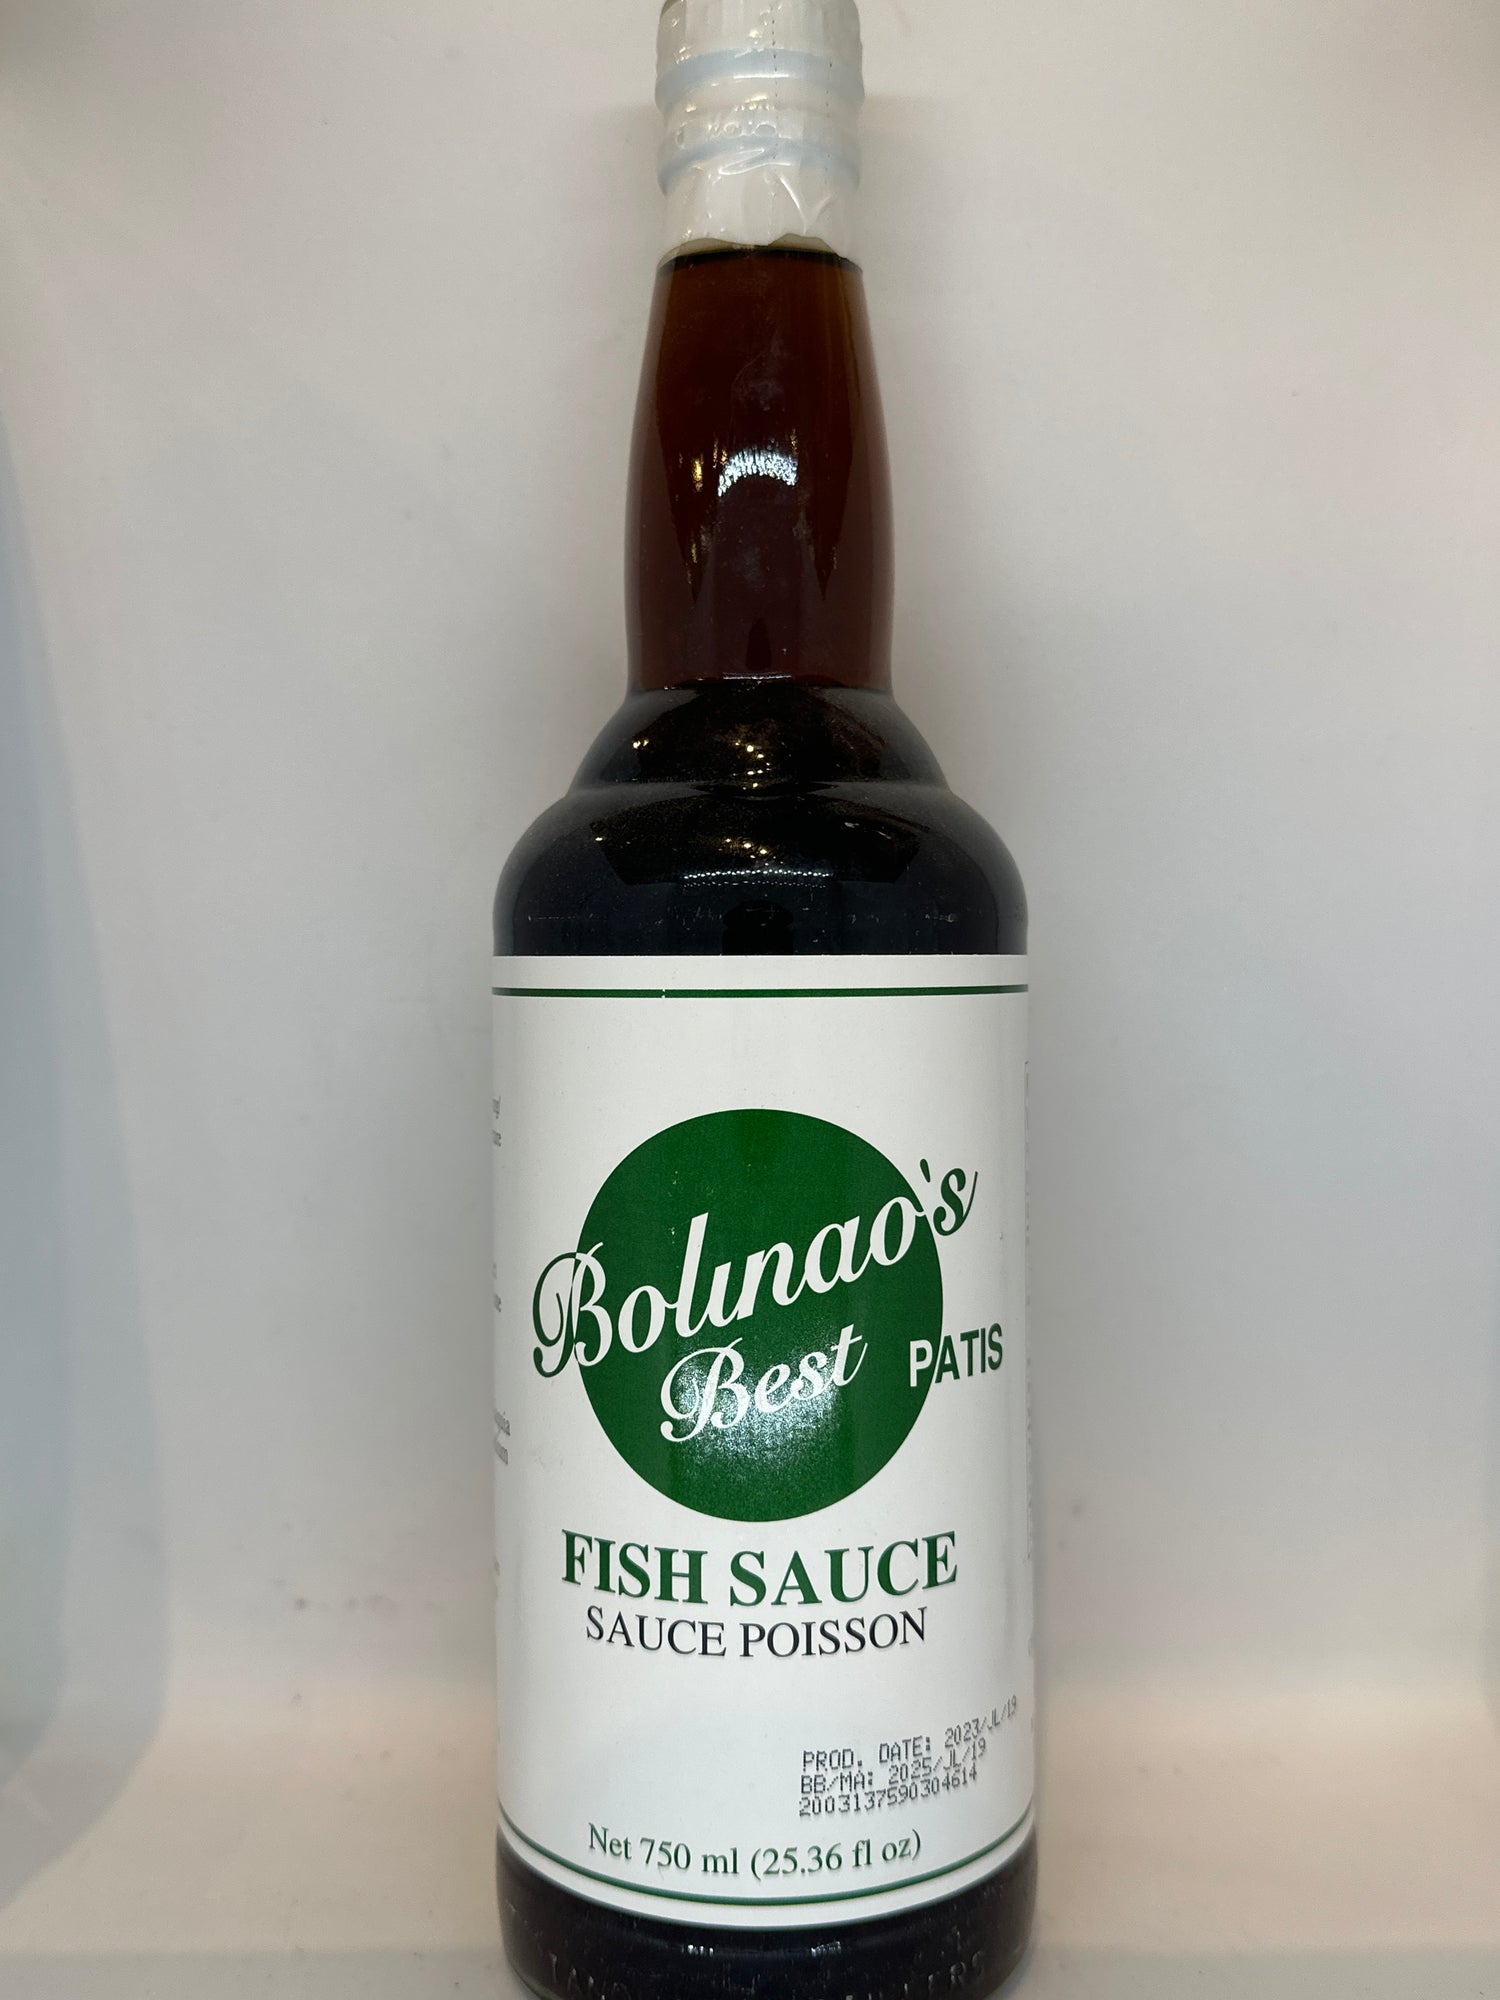 Bolinao's
Best PATIS
FISH SAUCE
SAUCE POISSON
PROD. DATE: 2023/JL/19
BB/MA: 2025/JL/19
2003137590304614
Net 750 ml (25.36 fl oz)